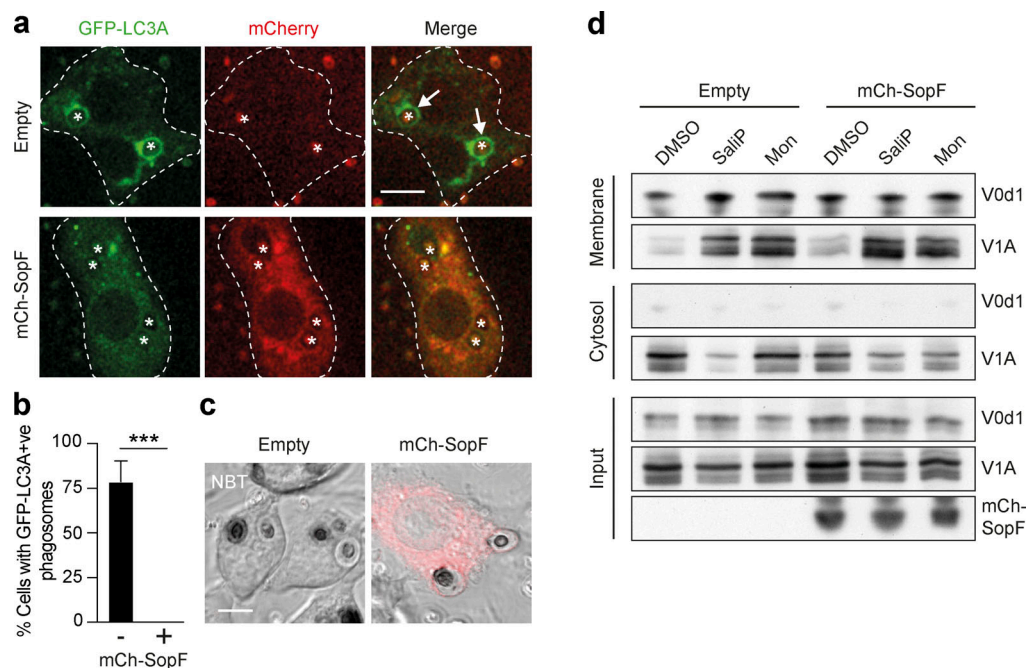 a
GFP-LC3A mCherry Merge
Empty
* * * * * *
mCh-SopF
* * * * * * * * * * * *
b
% Cells with GFP-LC3A+ve
phagosomes
100
75
50
25
0
***
- +
mCh-SopF
c
Empty mCh-SopF
NBT
d
Empty mCh-SopF
DMSO SaliP Mon DMSO SaliP Mon
Membrane
V0d1
V1A
Cytosol
V0d1
V1A
Input
V0d1
V1A
mCh-
SopF